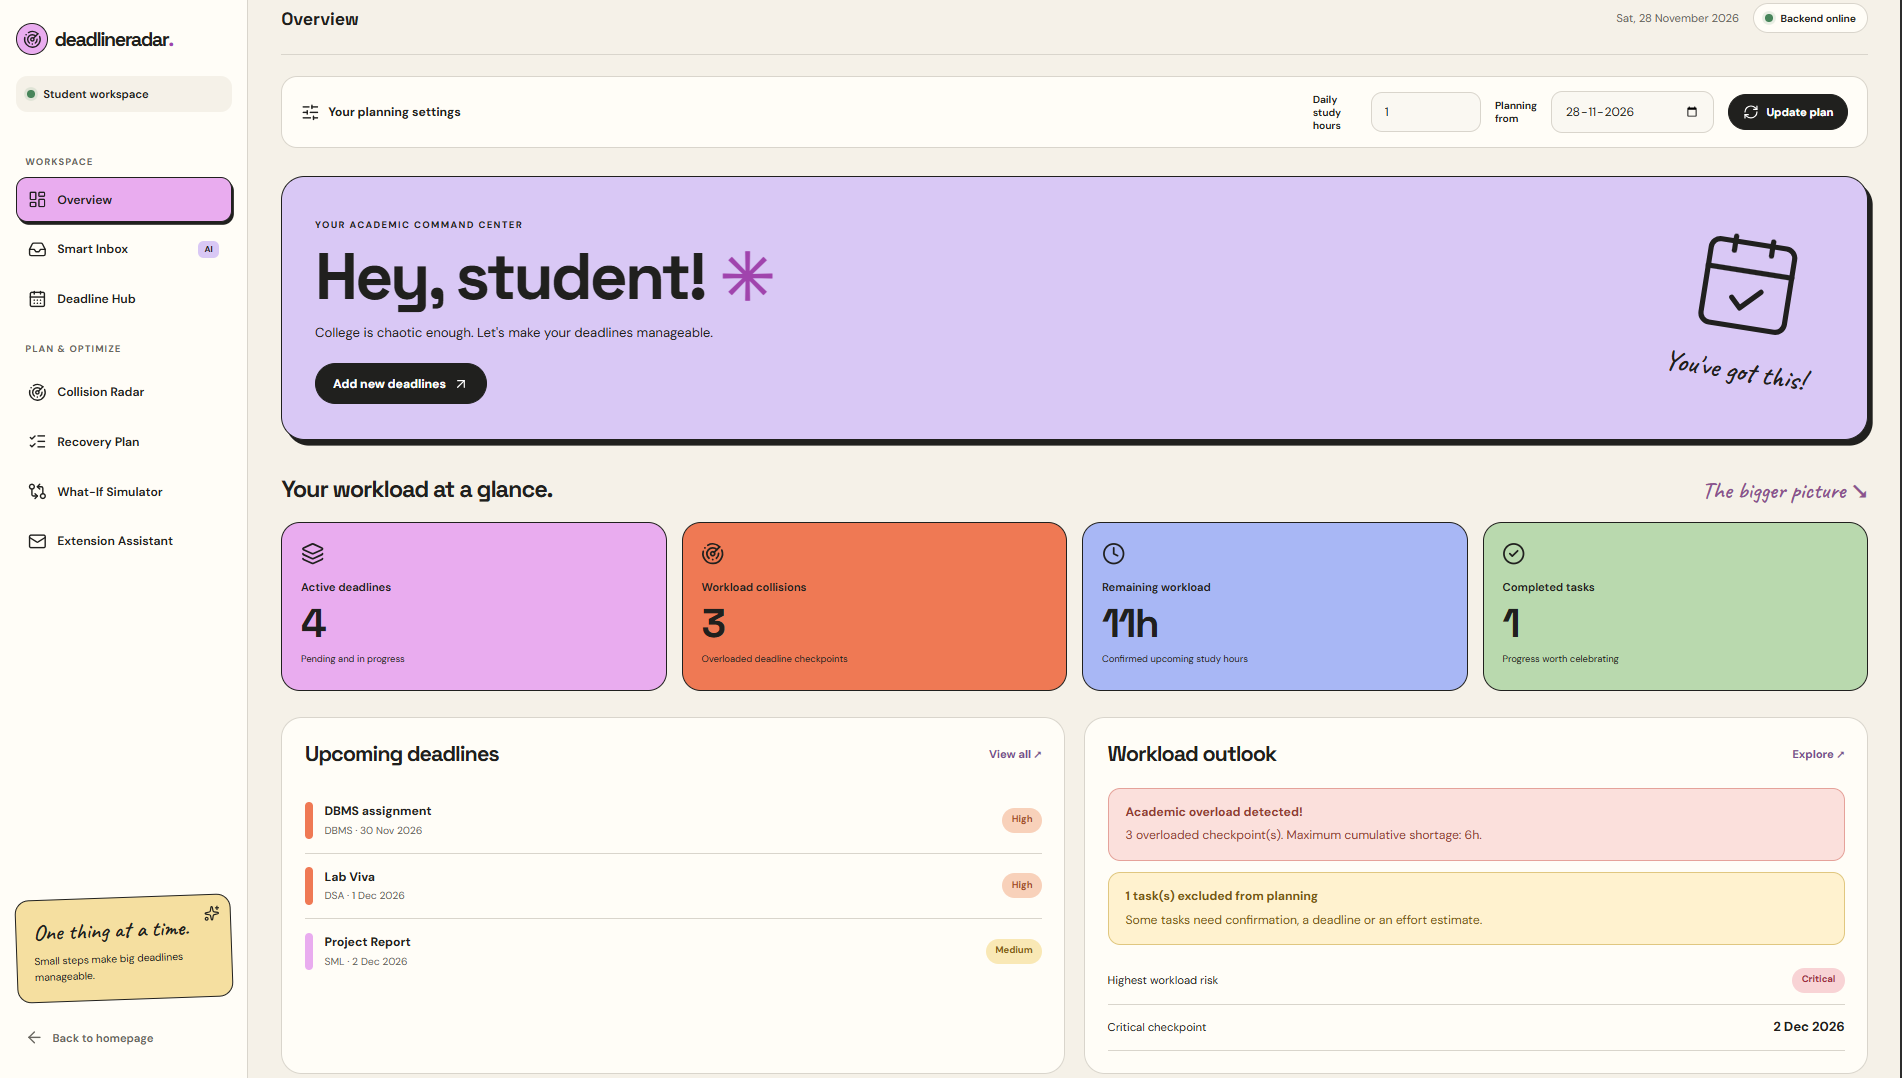 deadlineradar.
Student workspace
WORKSPACE
Overview
Smart Inbox AI
Deadline Hub
PLAN & OPTIMIZE
Collision Radar
Recovery Plan
What-If Simulator
Extension Assistant
One thing at a time.
Small steps make big deadlines
manageable.
Back to homepage
Overview
Sat, 28 November 2026
Backend online
Your planning settings
Daily
study
hours
1
Planning
from
28-11-2026
Update plan
YOUR ACADEMIC COMMAND CENTER
Hey, student!
College is chaotic enough. Let's make your deadlines manageable.
Add new deadlines
You've got this!
Your workload at a glance.
The bigger picture ↘
Active deadlines
4
Pending and in progress
Workload collisions
3
Overloaded deadline checkpoints
Remaining workload
11h
Confirmed upcoming study hours
Completed tasks
1
Progress worth celebrating
Upcoming deadlines
View all ↗
DBMS assignment
DBMS · 30 Nov 2026
High
Lab Viva
DSA · 1 Dec 2026
High
Project Report
SML · 2 Dec 2026
Medium
Workload outlook
Explore ↗
Academic overload detected!
3 overloaded checkpoint(s). Maximum cumulative shortage: 6h.
1 task(s) excluded from planning
Some tasks need confirmation, a deadline or an effort estimate.
Highest workload risk
Critical
Critical checkpoint
2 Dec 2026